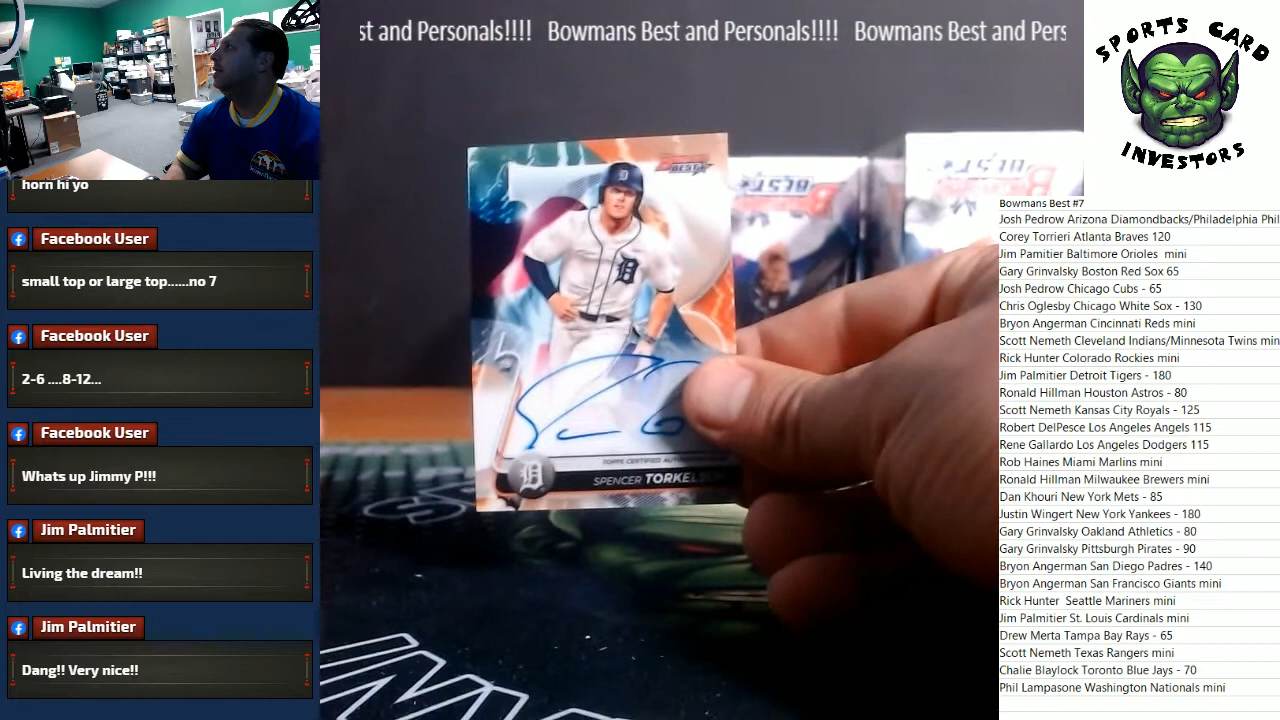 st and Personals!!!! Bowmans Best and Personals!!!! Bowmans Best and Pers
SPORTS CARD
INVESTORS
horn hi yo
Facebook User
small top or large top......no 7
Facebook User
2-6 ....8-12...
Facebook User
Whats up Jimmy P!!!
Jim Palmitier
Living the dream!!
Jim Palmitier
Dang!! Very nice!!
BEST
TOPPS CERTIFIED AUTO
SPENCER TORKELSO
BEST
Bowmans Best #7
Josh Pedrow Arizona Diamondbacks/Philadelphia Phil
Corey Torrieri Atlanta Braves 120
Jim Pamitier Baltimore Orioles mini
Gary Grinvalsky Boston Red Sox 65
Josh Pedrow Chicago Cubs - 65
Chris Oglesby Chicago White Sox - 130
Bryon Angerman Cincinnati Reds mini
Scott Nemeth Cleveland Indians/Minnesota Twins min
Rick Hunter Colorado Rockies mini
Jim Palmitier Detroit Tigers - 180
Ronald Hillman Houston Astros - 80
Scott Nemeth Kansas City Royals - 125
Robert DelPesce Los Angeles Angels 115
Rene Gallardo Los Angeles Dodgers 115
Rob Haines Miami Marlins mini
Ronald Hillman Milwaukee Brewers mini
Dan Khouri New York Mets - 85
Justin Wingert New York Yankees - 180
Gary Grinvalsky Oakland Athletics - 80
Gary Grinvalsky Pittsburgh Pirates - 90
Bryon Angerman San Diego Padres - 140
Bryon Angerman San Francisco Giants mini
Rick Hunter Seattle Mariners mini
Jim Palmitier St. Louis Cardinals mini
Drew Merta Tampa Bay Rays - 65
Scott Nemeth Texas Rangers mini
Chalie Blaylock Toronto Blue Jays - 70
Phil Lampasone Washington Nationals mini